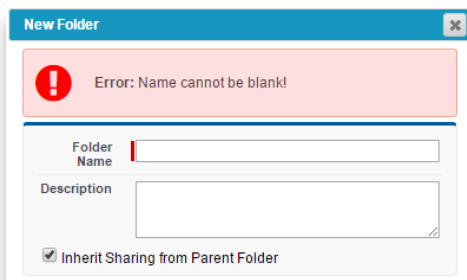 New Folder
Error: Name cannot be blank!
Folder
Name
Description
Inherit Sharing from Parent Folder